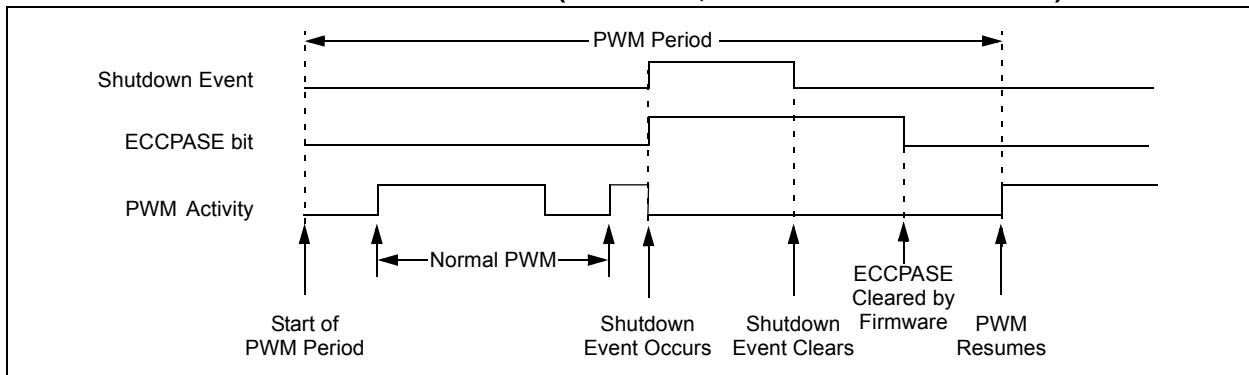 PWM Period
Shutdown Event
ECCPASE bit
PWM Activity
Normal PWM
Start of
PWM Period
Shutdown
Event Occurs
Shutdown
Event Clears
ECCPASE
Cleared by
Firmware
PWM
Resumes